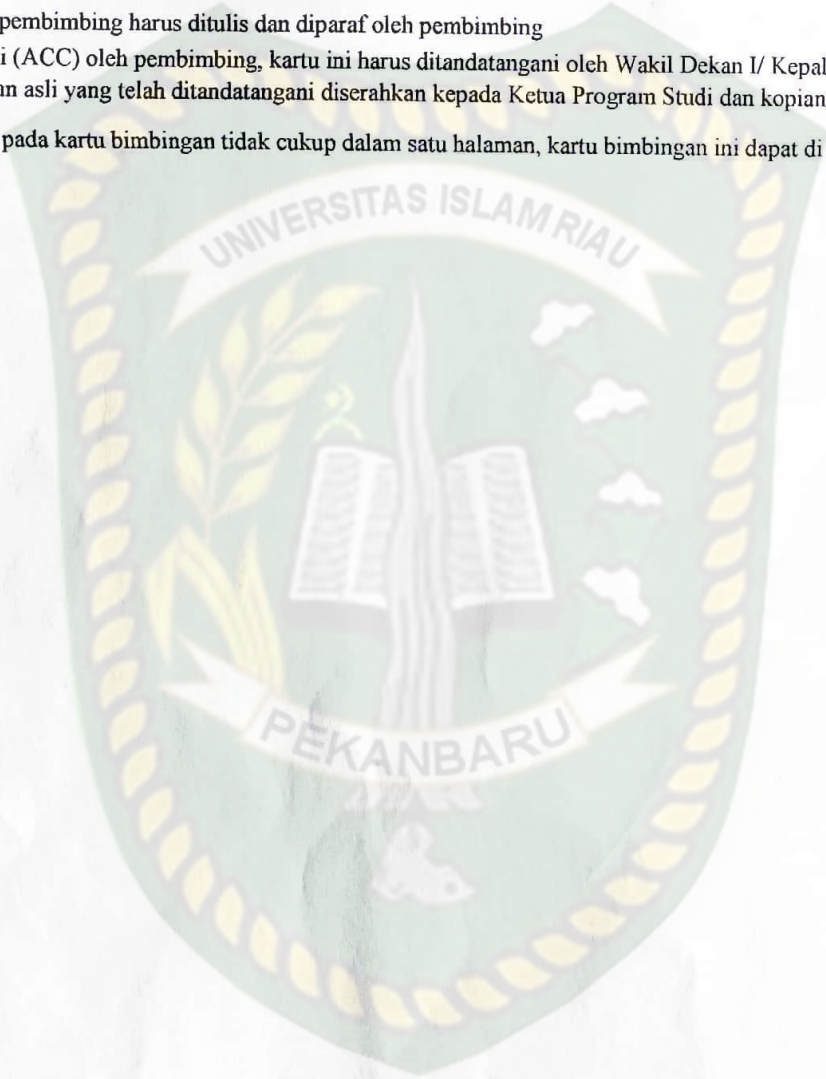 pembimbing harus ditulis dan diparaf oleh pembimbing
i (ACC) oleh pembimbing, kartu ini harus ditandatangani oleh Wakil Dekan I/ Kepal
n asli yang telah ditandatangani diserahkan kepada Ketua Program Studi dan kopian
pada kartu bimbingan tidak cukup dalam satu halaman, kartu bimbingan ini dapat di
UNIVERSITAS ISLAM RIAU
PEKANBARU